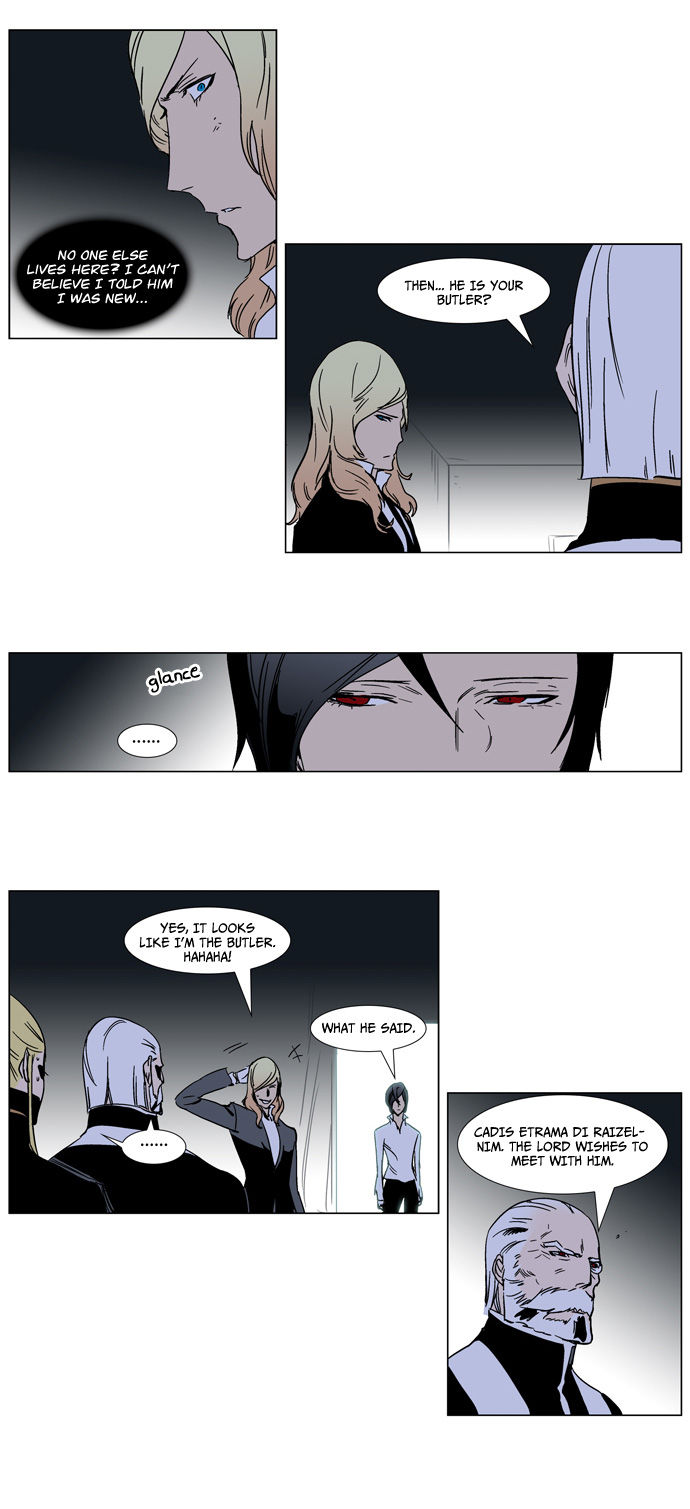 NO ONE ELSE
LIVES HERE? I CAN'T
BELIEVE I TOLD HIM
I WAS NEW...
THEN... HE IS YOUR
BUTLER?
glance
......
YES, IT LOOKS
LIKE I'M THE BUTLER.
HAHAHA!
WHAT HE SAID.
......
CADIS ETRAMA DI RAIZEL-
NIM. THE LORD WISHES TO
MEET WITH HIM.